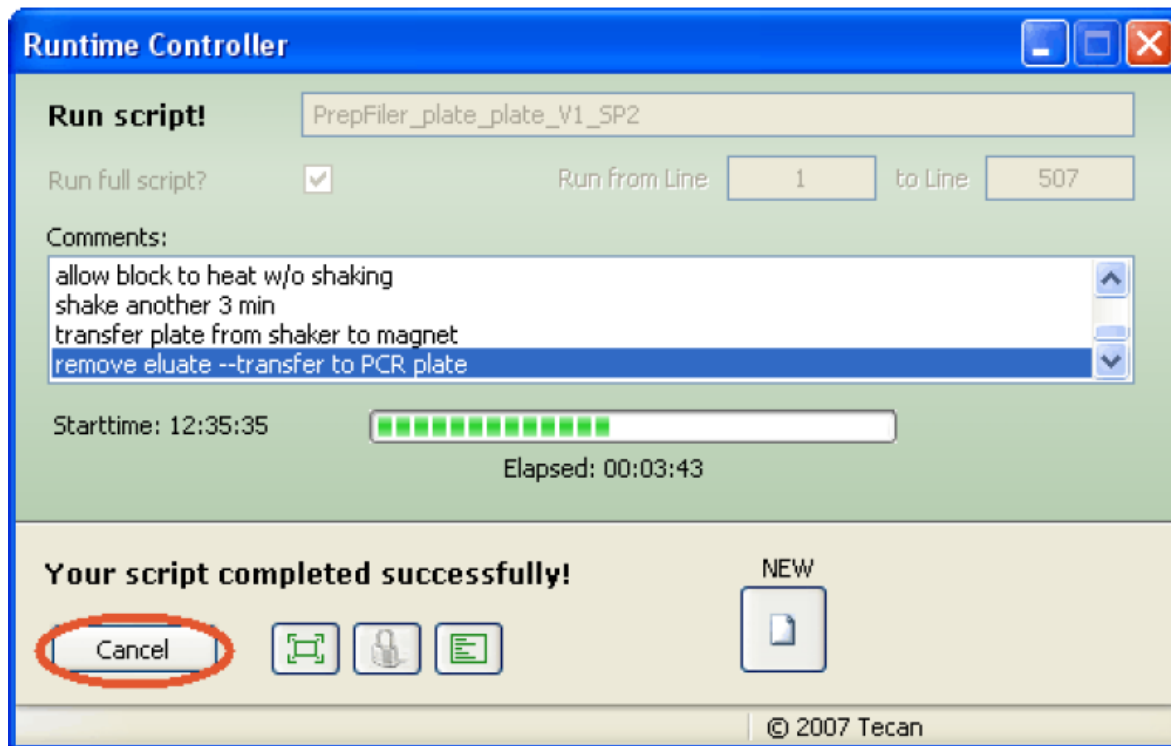 Runtime Controller
Run script! PrepFiler_plate_plate_V1_SP2
Run full script? Run from Line 1 to Line 507
Comments:
allow block to heat w/o shaking
shake another 3 min
transfer plate from shaker to magnet
remove eluate --transfer to PCR plate
Starttime: 12:35:35
Elapsed: 00:03:43
Your script completed successfully!
NEW
Cancel
© 2007 Tecan